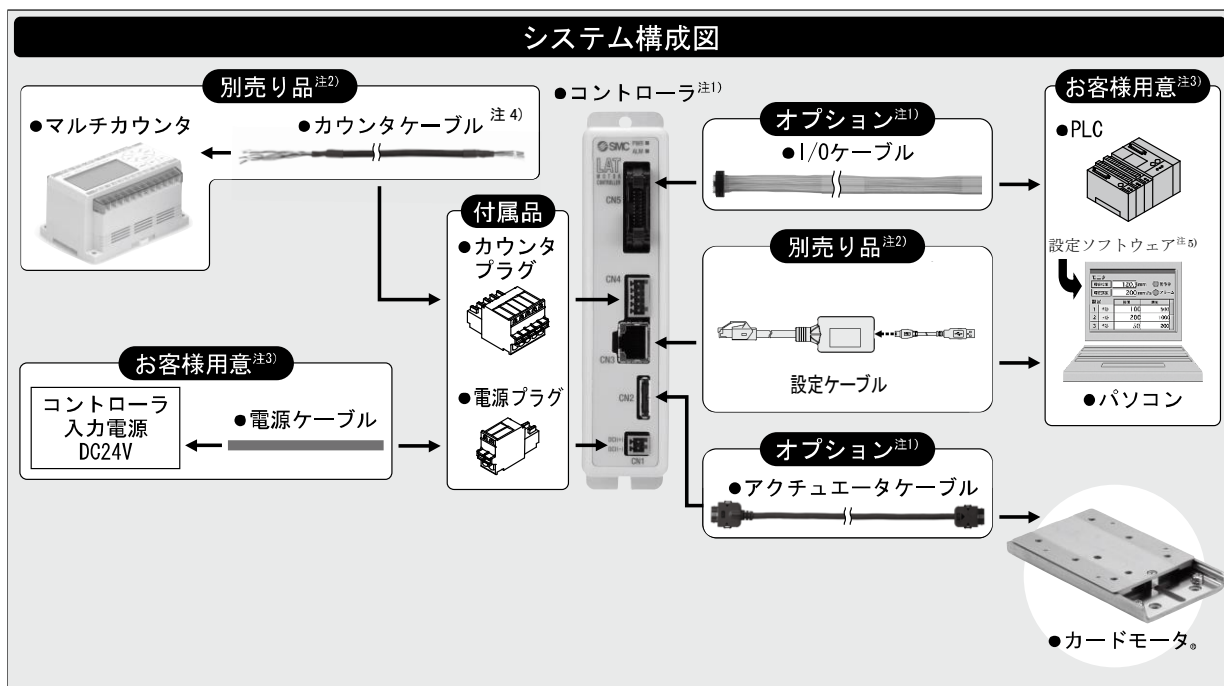 システム構成図
別売り品注2)
●マルチカウンタ
●カウンタケーブル 注 4)
●コントローラ注1)
SMC
PWR
ALM
LAT
MOTOR
CONTROLLER
CN5
CN4
CN3
CN2
CN1
オプション注1)
●I/Oケーブル
お客様用意注3)
●PLC
設定ソフトウェア注5)
●パソコン
付属品
●カウンタ
プラグ
●電源プラグ
別売り品注2)
設定ケーブル
お客様用意注3)
コントローラ
入力電源
DC24V
●電源ケーブル
オプション注1)
●アクチュエータケーブル
●カードモータ®